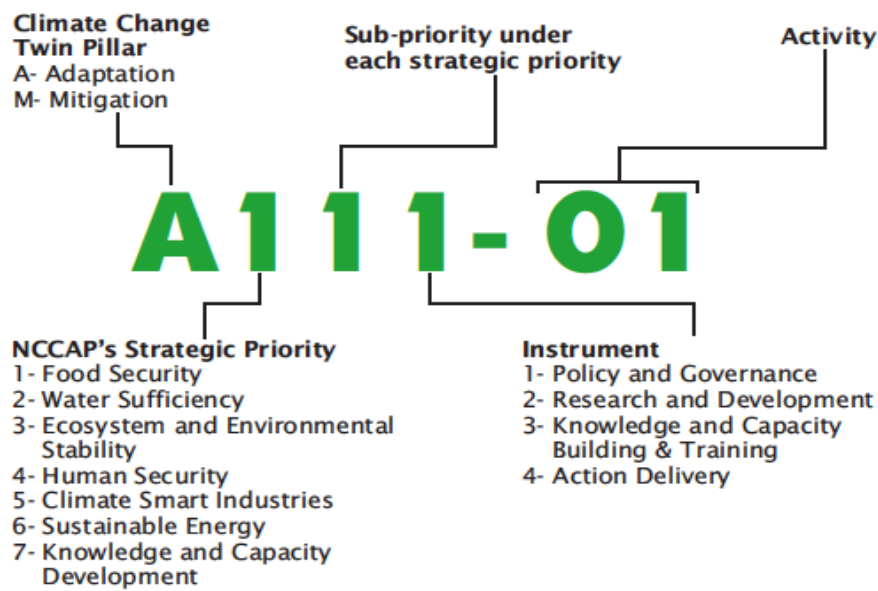 Climate Change
Twin Pillar
A- Adaptation
M- Mitigation
Sub-priority under
each strategic priority
Activity
A111-01
NCCAP's Strategic Priority
1- Food Security
2- Water Sufficiency
3- Ecosystem and Environmental
Stability
4- Human Security
5- Climate Smart Industries
6- Sustainable Energy
7- Knowledge and Capacity
Development
Instrument
1- Policy and Governance
2- Research and Development
3- Knowledge and Capacity
Building & Training
4- Action Delivery